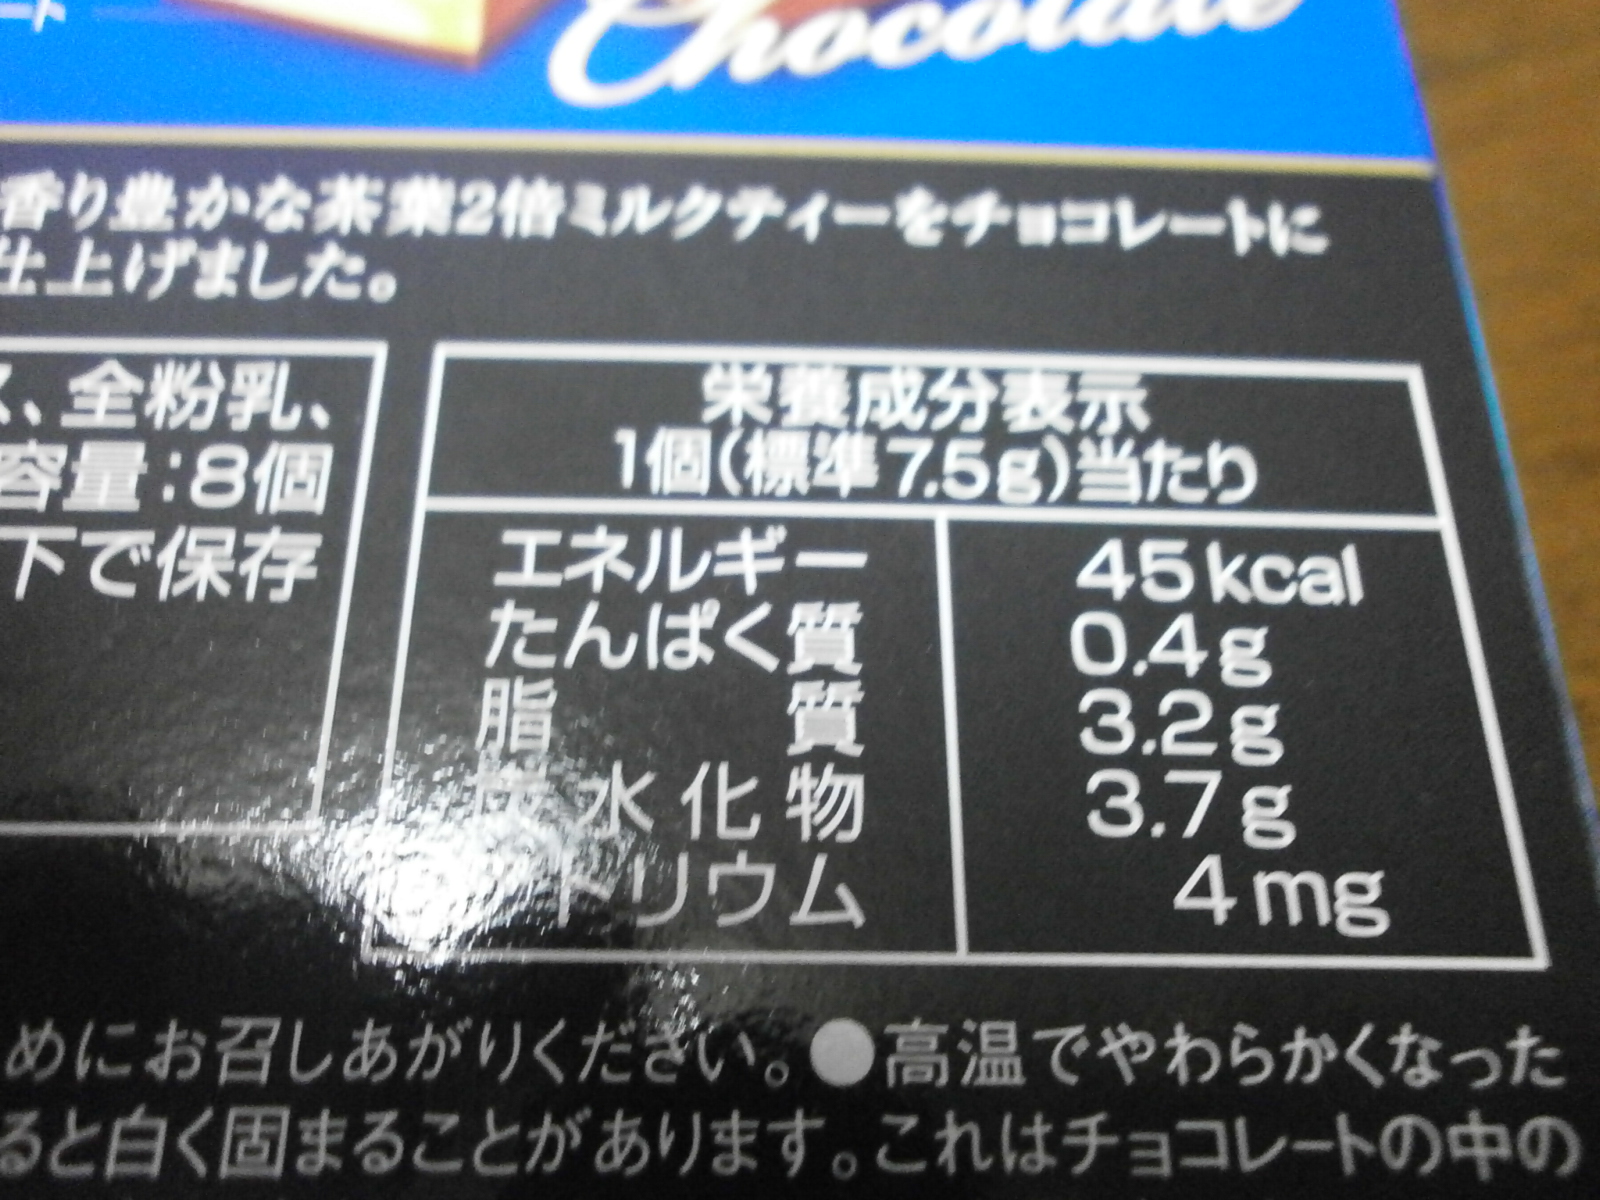 ート
Chocolate
香り豊かな茶葉2倍ミルクティーをチョコレートに
仕上げました。
ス、全粉乳、
容量:8個
下で保存
栄養成分表示
1個(標準7.5g)当たり
エネルギー 45kcal
たんぱく質 0.4g
脂質 3.2g
炭水化物 3.7g
ナトリウム 4mg
めにお召しあがりください。●高温でやわらかくなった
ると白く固まることがあります。これはチョコレートの中の